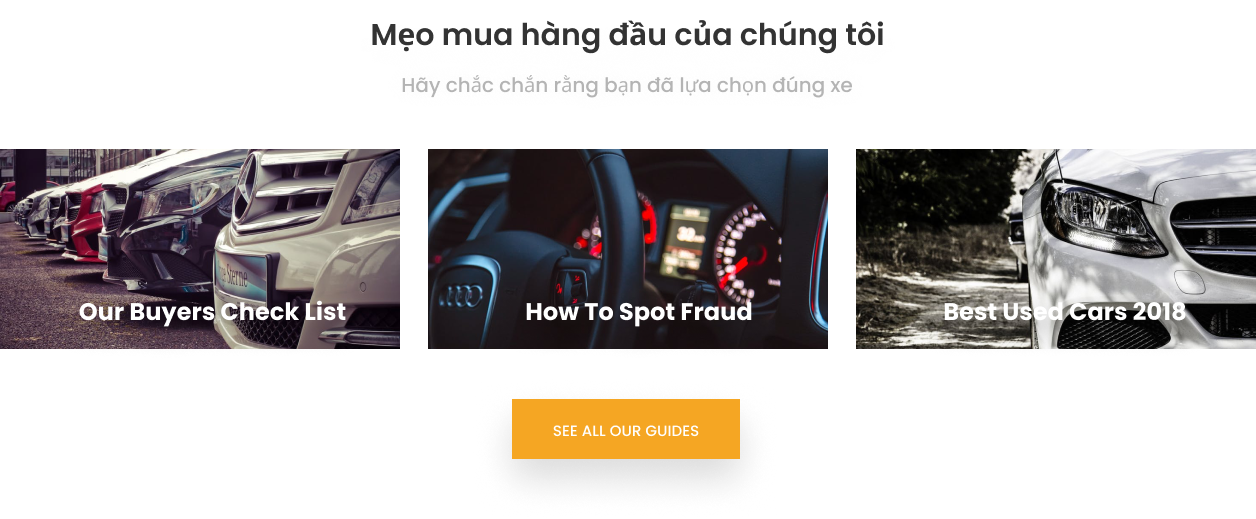 Mẹo mua hàng đầu của chúng tôi
Hãy chắc chắn rằng bạn đã lựa chọn đúng xe
Our Buyers Check List
How To Spot Fraud
Best Used Cars 2018
SEE ALL OUR GUIDES